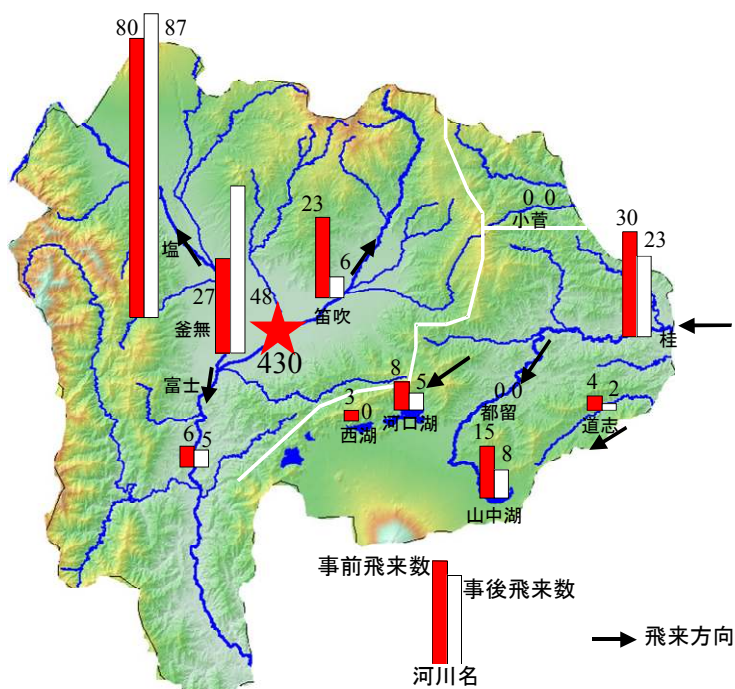 80 87
0 0
小菅
30
23
桂
23
6
笛吹
塩
27 48
釜無
430
富士
8
5
河口湖
3
0
西湖
0 0
都留
4
2
道志
6
5
15
8
山中湖
事前飛来数
事後飛来数
河川名
飛来方向